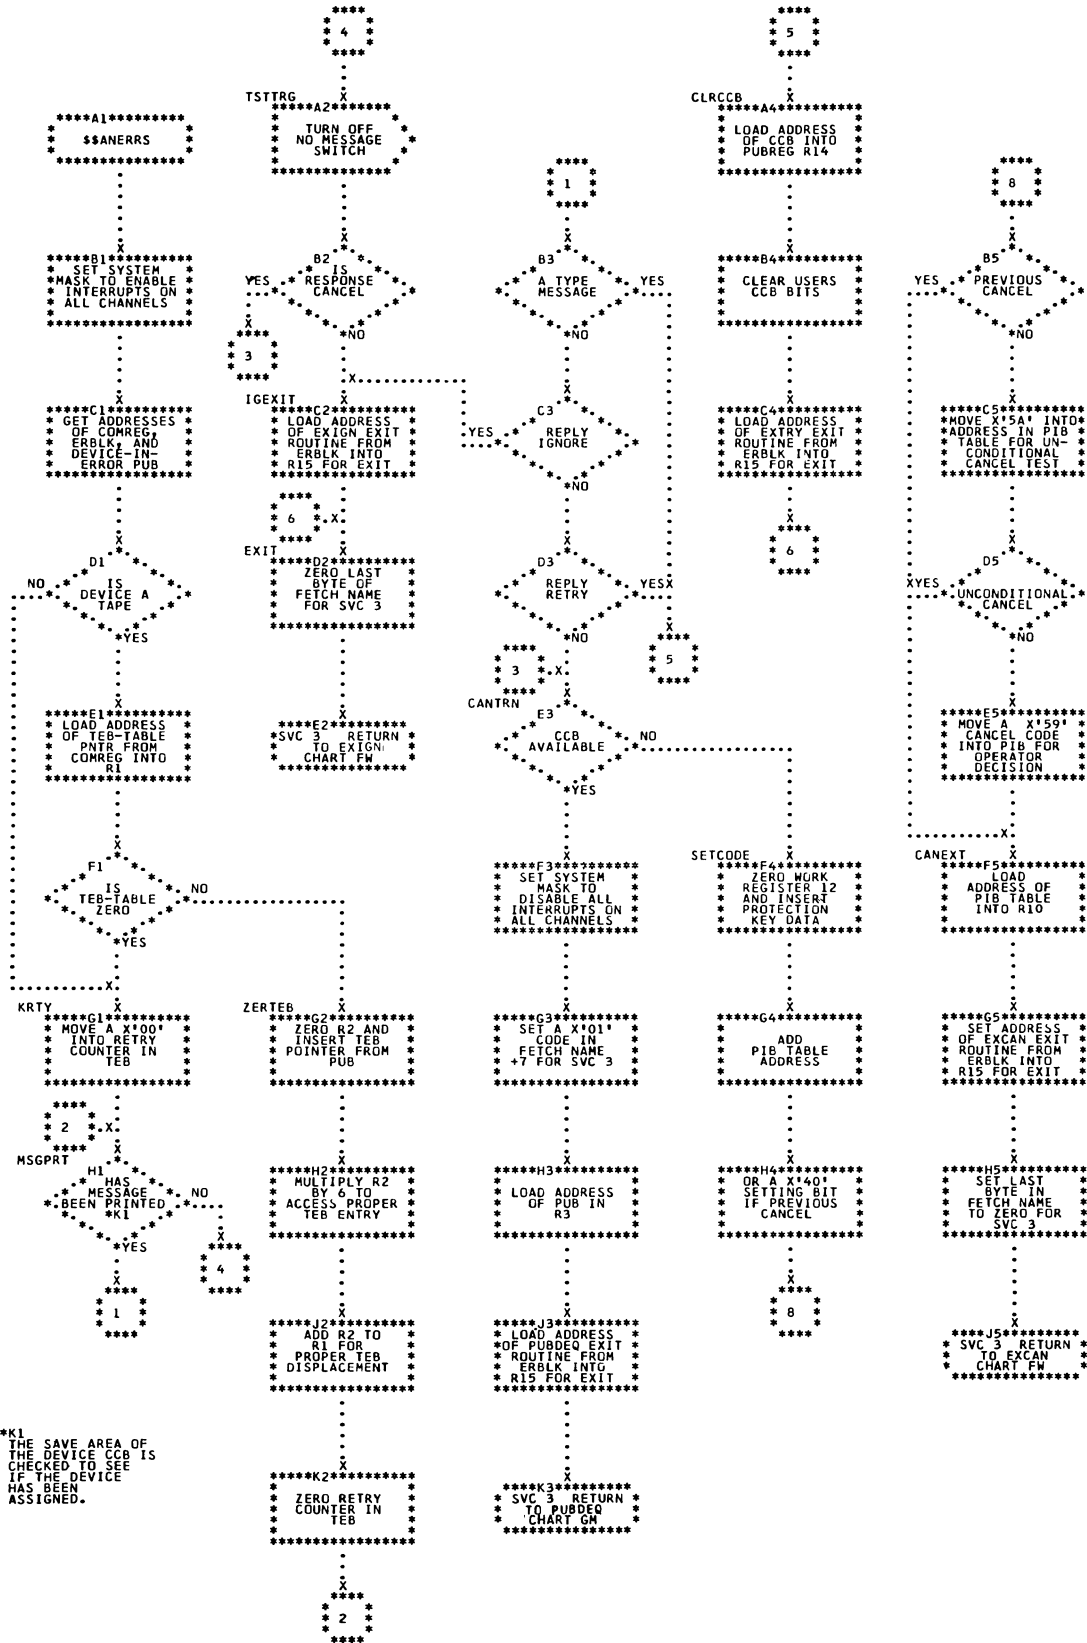 A1
$$ANERRS
B1
SET SYSTEM
MASK TO ENABLE
INTERRUPTS ON
ALL CHANNELS
C1
GET ADDRESSES
OF COMREG,
ERBLK, AND
DEVICE-IN-
ERROR PUB
D1
NO
IS
DEVICE A
TAPE
YES
E1
LOAD ADDRESS
OF TEB-TABLE
PNTR FROM
COMREG INTO
R1
F1
IS
TEB-TABLE
ZERO
NO
YES
KRTY
G1
MOVE A X'00'
INTO RETRY
COUNTER IN
TEB
2
MSGPRT
H1
HAS
MESSAGE
BEEN PRINTED
*K1
NO
YES
4
1
*K1
THE SAVE AREA OF
THE DEVICE CCB IS
CHECKED TO SEE
IF THE DEVICE
HAS BEEN
ASSIGNED.
4
TSTTRG
A2
TURN OFF
NO MESSAGE
SWITCH
B2
IS
RESPONSE
CANCEL
YES
NO
3
IGEXIT
C2
LOAD ADDRESS
OF EXIGN EXIT
ROUTINE FROM
ERBLK INTO
R15 FOR EXIT
6
EXIT
D2
ZERO LAST
BYTE OF
FETCH NAME
FOR SVC 3
E2
SVC 3 RETURN
TO EXIGN
CHART FW
ZERTEB
G2
ZERO R2 AND
INSERT TEB
POINTER FROM
PUB
H2
MULTIPLY R2
BY 6 TO
ACCESS PROPER
TEB ENTRY
J2
ADD R2 TO
R1 FOR
PROPER TEB
DISPLACEMENT
K2
ZERO RETRY
COUNTER IN
TEB
2
1
B3
A TYPE
MESSAGE
YES
NO
C3
REPLY
IGNORE
YES
NO
D3
REPLY
RETRY
YES
NO
5
3
CANTRN
E3
CCB
AVAILABLE
NO
YES
F3
SET SYSTEM
MASK TO
DISABLE ALL
INTERRUPTS ON
ALL CHANNELS
G3
SET A X'01'
CODE IN
FETCH NAME
+7 FOR SVC 3
H3
LOAD ADDRESS
OF PUB IN
R3
J3
LOAD ADDRESS
OF PUBDEQ EXIT
ROUTINE FROM
ERBLK INTO
R15 FOR EXIT
K3
SVC 3 RETURN
TO PUBDEQ
CHART GM
5
CLRCCB
A4
LOAD ADDRESS
OF CCB INTO
PUBREG R14
B4
CLEAR USERS
CCB BITS
C4
LOAD ADDRESS
OF EXTRY EXIT
ROUTINE FROM
ERBLK INTO
R15 FOR EXIT
6
SETCODE
F4
ZERO WORK
REGISTER 12
AND INSERT
PROTECTION
KEY DATA
G4
ADD
PIB TABLE
ADDRESS
H4
OR A X'40'
SETTING BIT
IF PREVIOUS
CANCEL
8
8
B5
PREVIOUS
CANCEL
YES
NO
C5
MOVE X'5A' INTO
ADDRESS IN PIB
TABLE FOR UN-
CONDITIONAL
CANCEL TEST
D5
UNCONDITIONAL
CANCEL
YES
NO
E5
MOVE A X'59'
CANCEL CODE
INTO PIB FOR
OPERATOR
DECISION
CANEXT
F5
LOAD
ADDRESS OF
PIB TABLE
INTO R10
G5
SET ADDRESS
OF EXCAN EXIT
ROUTINE FROM
ERBLK INTO
R15 FOR EXIT
H5
SET LAST
BYTE IN
FETCH NAME
TO ZERO FOR
SVC 3
J5
SVC 3 RETURN
TO EXCAN
CHART FW